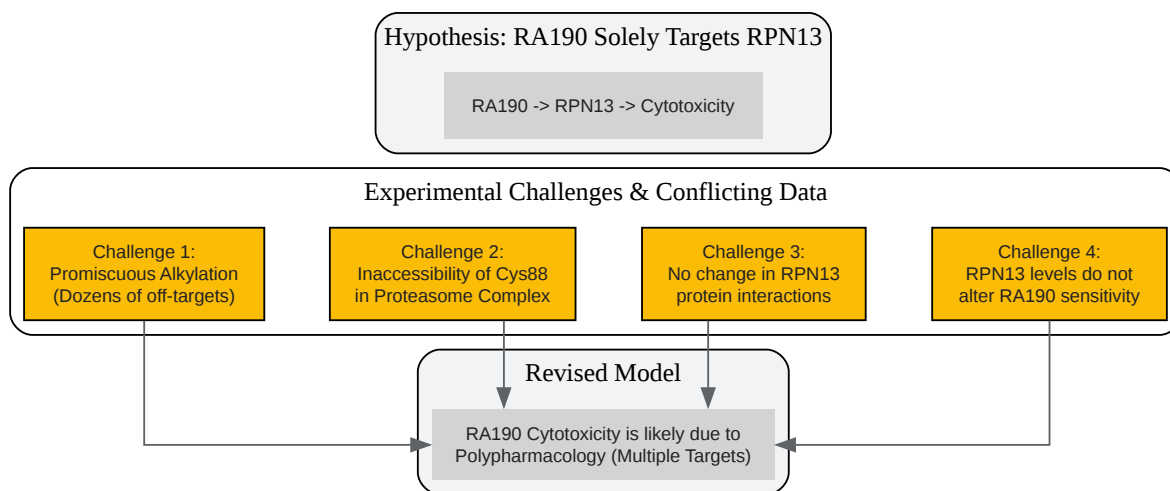 Hypothesis: RA190 Solely Targets RPN13
RA190 -> RPN13 -> Cytotoxicity
Experimental Challenges & Conflicting Data
Challenge 1:
Promiscuous Alkylation
(Dozens of off-targets)
Challenge 2:
Inaccessibility of Cys88
in Proteasome Complex
Challenge 3:
No change in RPN13
protein interactions
Challenge 4:
RPN13 levels do not
alter RA190 sensitivity
Revised Model
RA190 Cytotoxicity is likely due to
Polypharmacology (Multiple Targets)